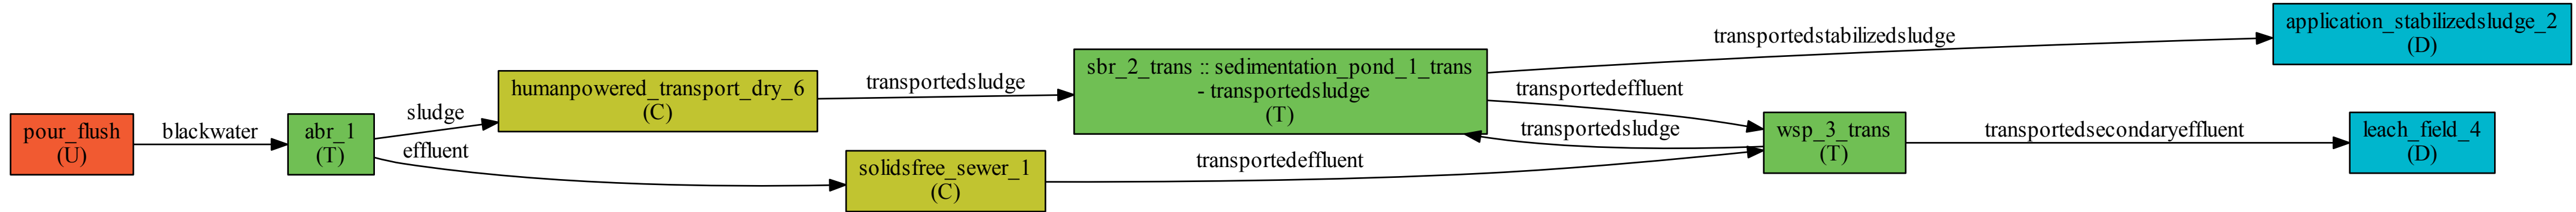 pour_flush
(U)
blackwater
abr_1
(T)
sludge
effluent
humanpowered_transport_dry_6
(C)
solidsfree_sewer_1
(C)
transportedsludge
transportedeffluent
sbr_2_trans :: sedimentation_pond_1_trans
- transportedsludge
(T)
transportedstabilizedsludge
transportedeffluent
transportedsludge
wsp_3_trans
(T)
transportedsecondaryeffluent
application_stabilizedsludge_2
(D)
leach_field_4
(D)